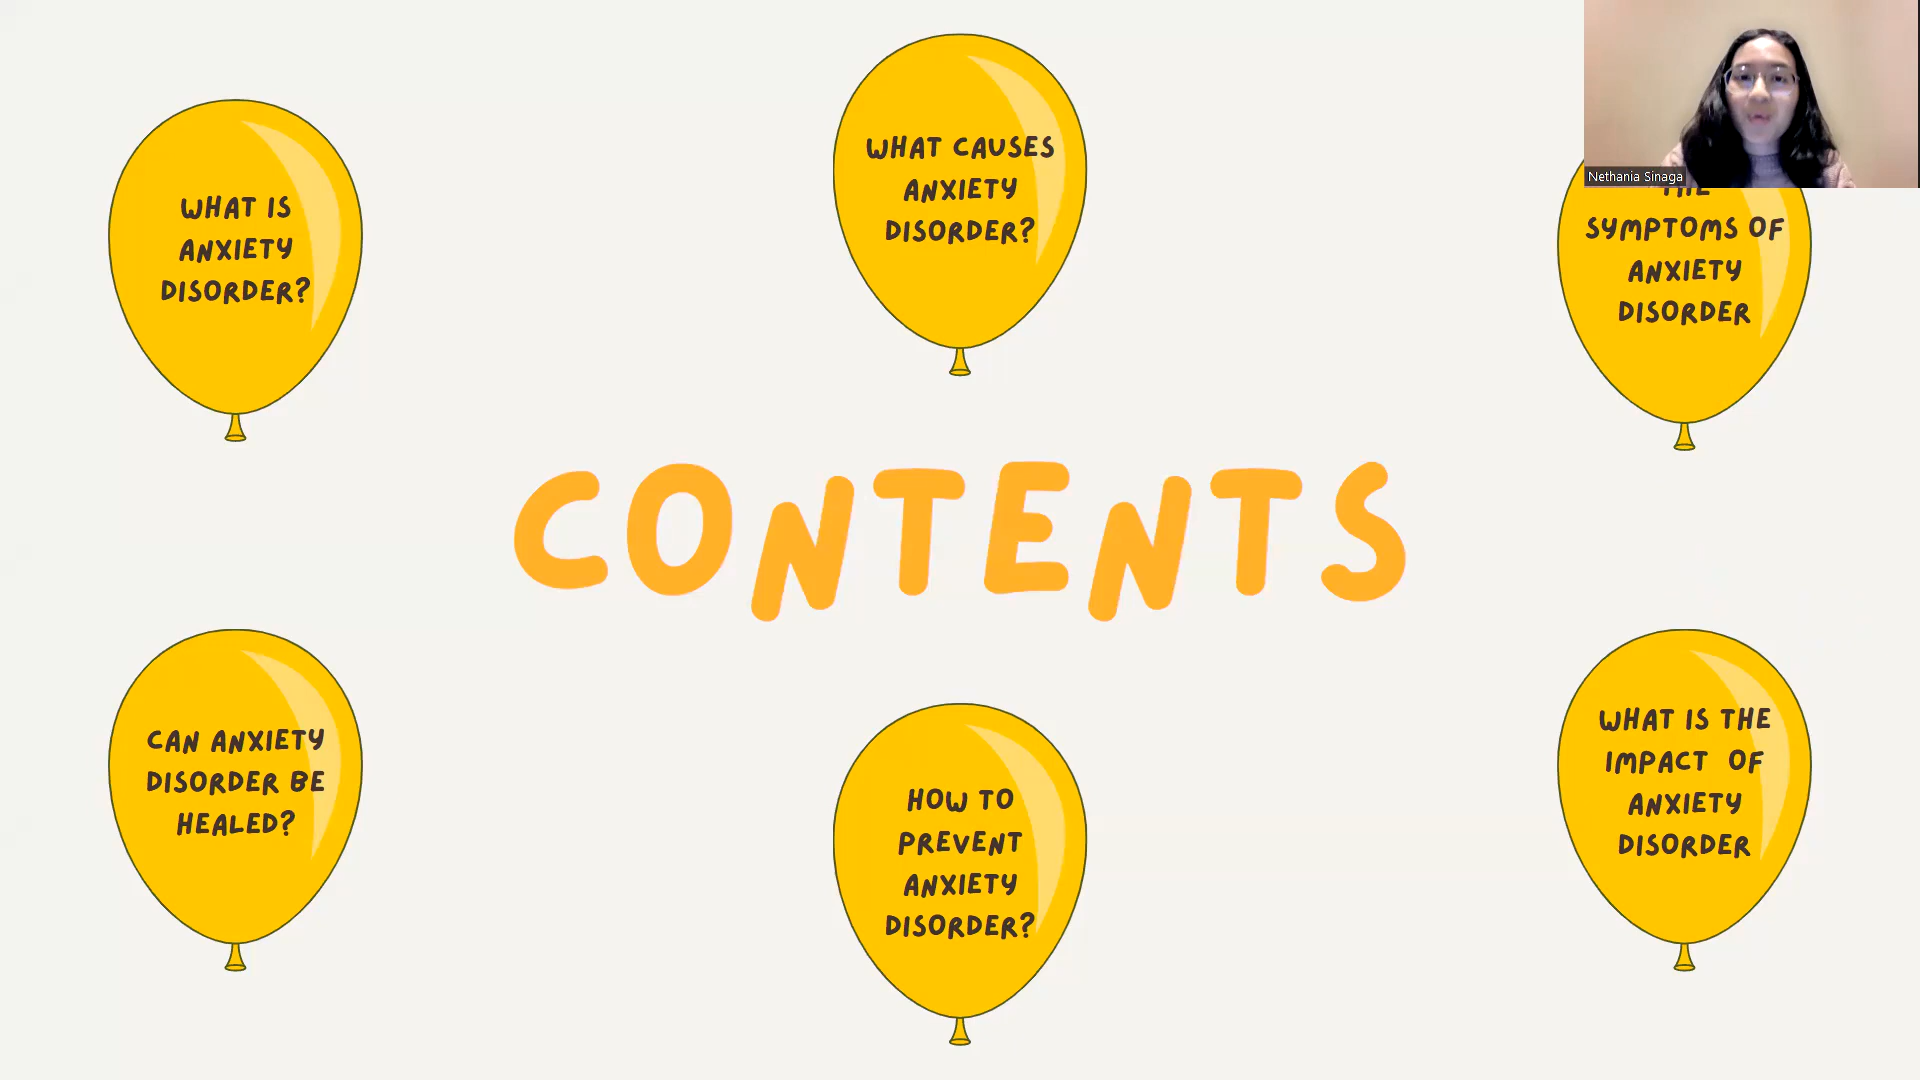 WHAT IS
ANXIETY
DISORDER?
WHAT CAUSES
ANXIETY
DISORDER?
Nethania Sinaga
THE
SYMPTOMS OF
ANXIETY
DISORDER
CONTENTS
CAN ANXIETY
DISORDER BE
HEALED?
HOW TO
PREVENT
ANXIETY
DISORDER?
WHAT IS THE
IMPACT OF
ANXIETY
DISORDER